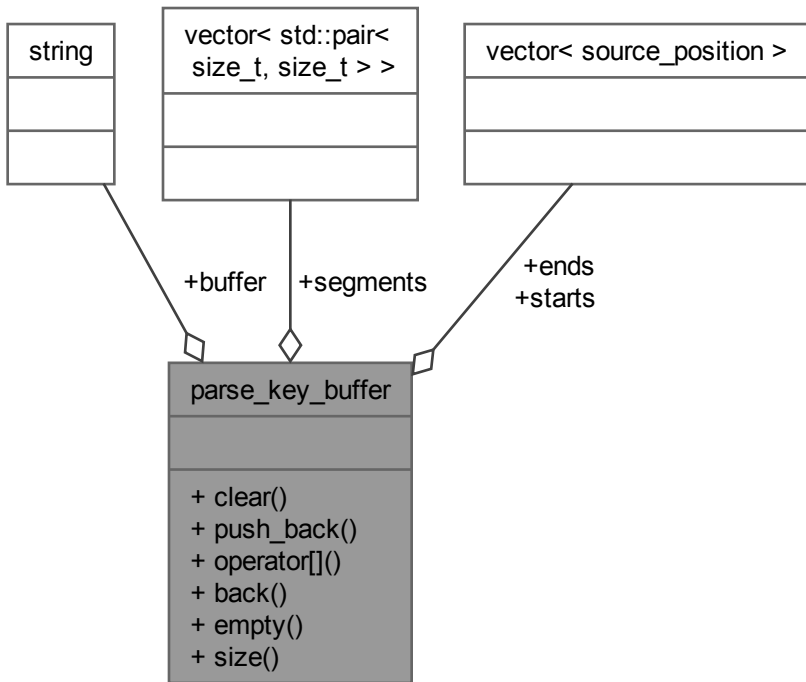 string
vector< std::pair<
size_t, size_t > >
vector< source_position >
+buffer
+segments
+ends
+starts
parse_key_buffer
+ clear()
+ push_back()
+ operator[]()
+ back()
+ empty()
+ size()